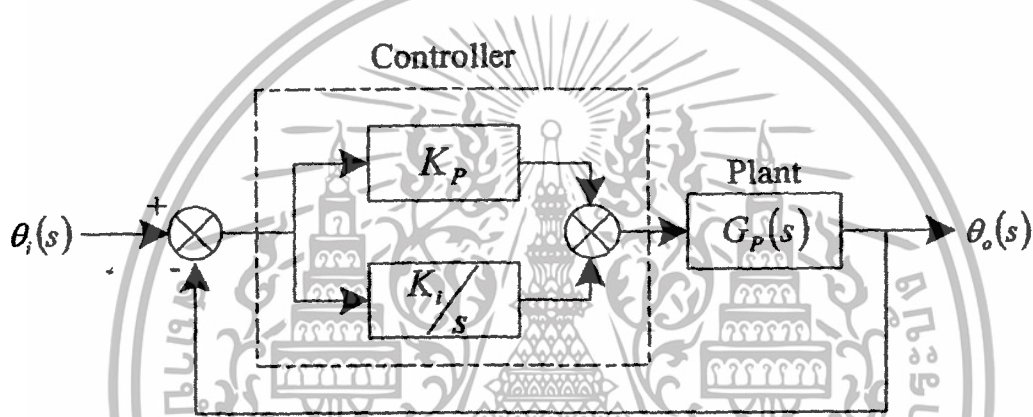 Controller
K_P
Plant
+
θ_i(s)
-
G_P(s)
θ_o(s)
K_i/s